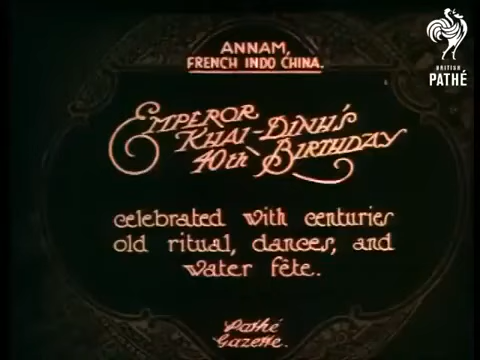 BRITISH
PATHÉ
ANNAM,
FRENCH INDO CHINA.
EMPEROR
KHAI-DINH'S
40th BIRTHDAY
celebrated with centuries
old ritual, dances, and
water fête.
Pathé
Gazette.